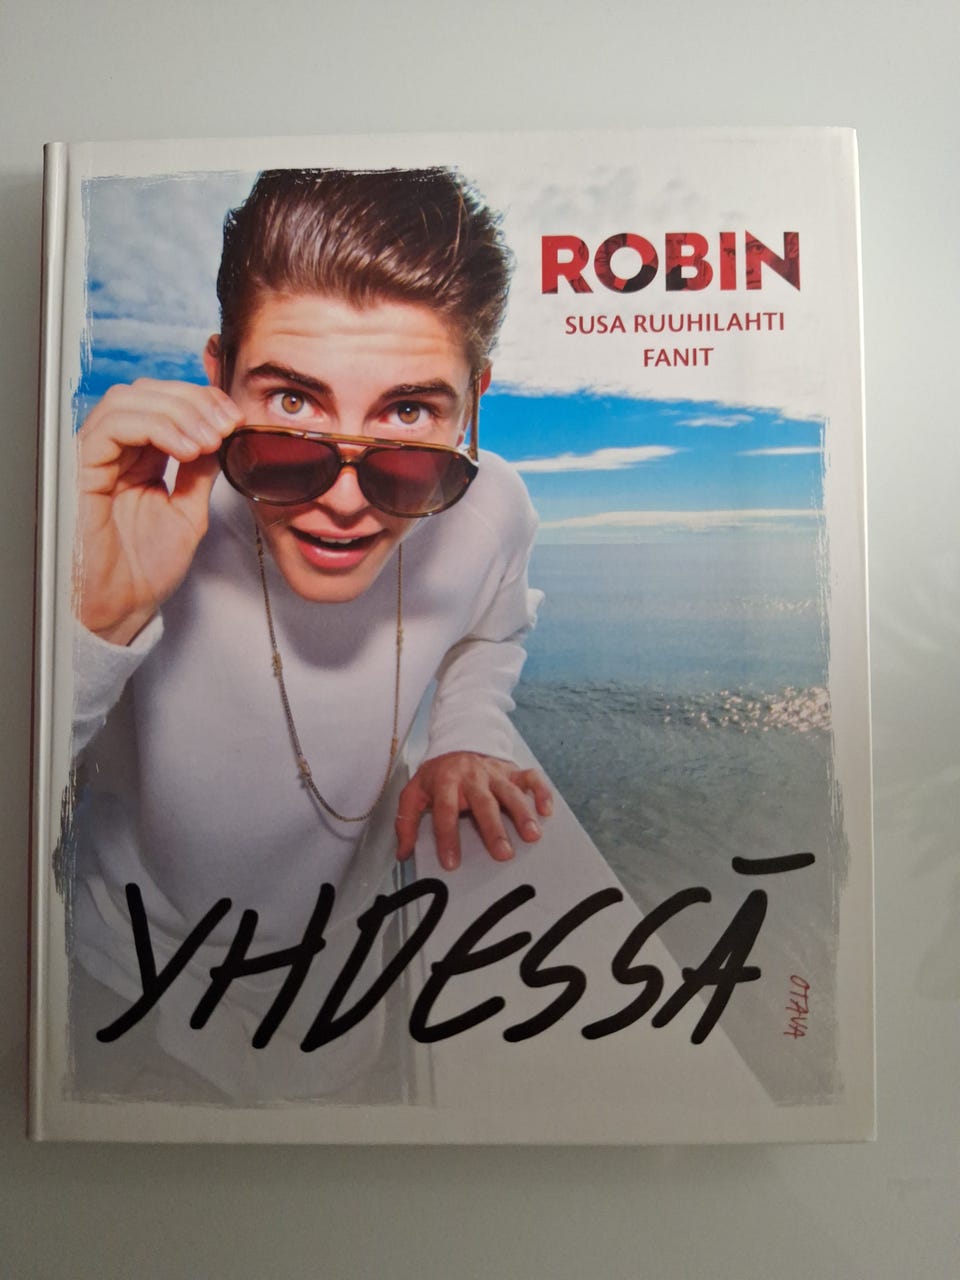 ROBIN
SUSA RUUHILAHTI
FANIT
YHDESSÄ
OTAVA